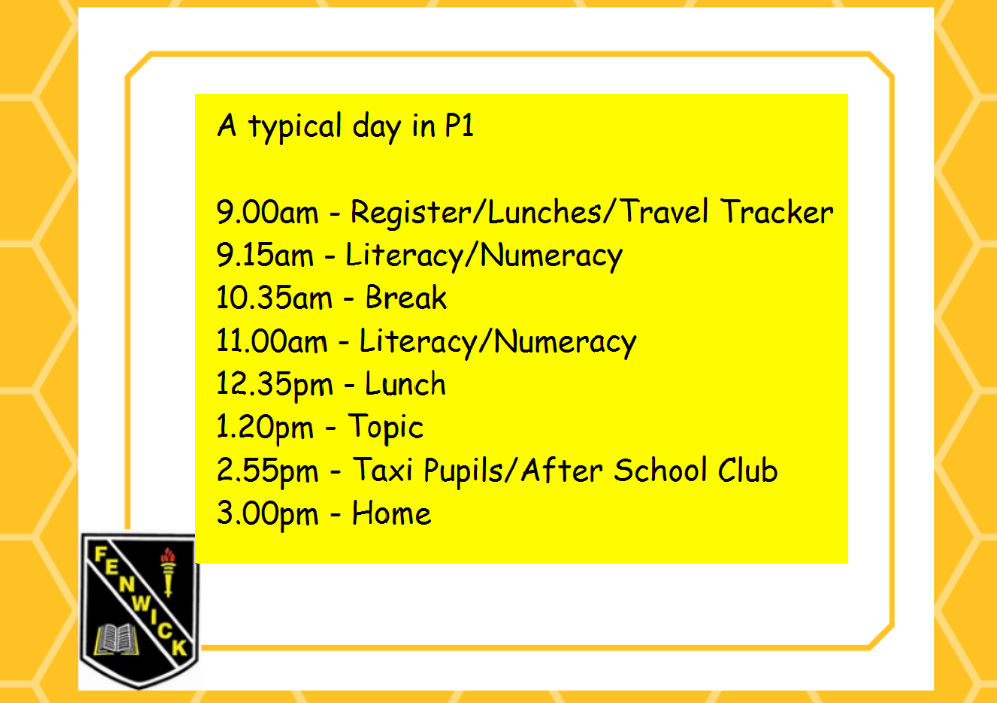 A typical day in P1
9.00am - Register/Lunches/Travel Tracker
9.15am - Literacy/Numeracy
10.35am - Break
11.00am - Literacy/Numeracy
12.35pm - Lunch
1.20pm - Topic
2.55pm - Taxi Pupils/After School Club
3.00pm - Home
FENWICK